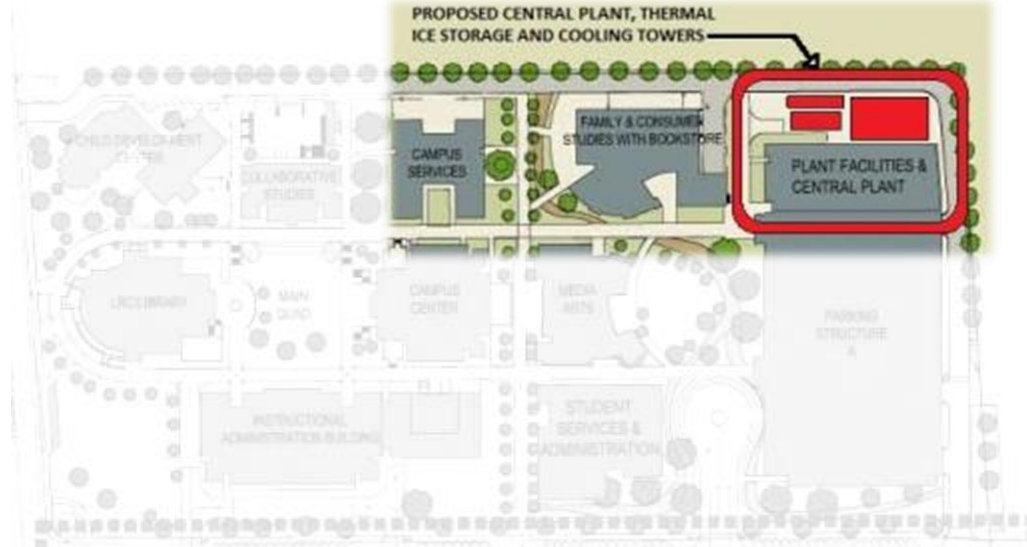 PROPOSED CENTRAL PLANT, THERMAL
ICE STORAGE AND COOLING TOWERS
FAMILY & CONSUMER
STUDIES WITH BOOKSTORE
CAMPUS
SERVICES
PLANT FACILITIES &
CENTRAL PLANT
CHILD DEVELOPMENT
CENTER
COLLABORATIVE
STUDIES
LRC/LIBRARY
MAIN
QUAD
CAMPUS
CENTER
MEDIA
ARTS
PARKING
STRUCTURE
A
INSTRUCTIONAL
ADMINISTRATION BUILDING
STUDENT
SERVICES &
ADMINISTRATION